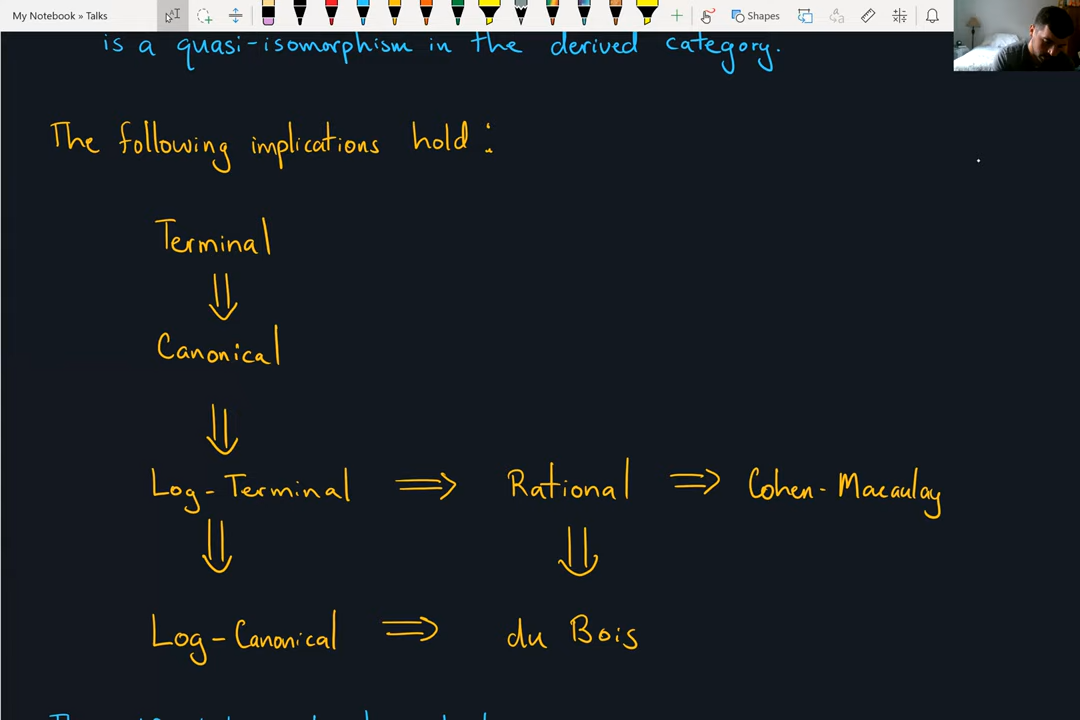 My Notebook » Talks
Shapes
is a quasi-isomorphism in the derived category.
The following implications hold :
Terminal
⇓
Canonical
⇓
Log-Terminal ⇒ Rational ⇒ Cohen-Macaulay
⇓ ⇓
Log-Canonical ⇒ du Bois